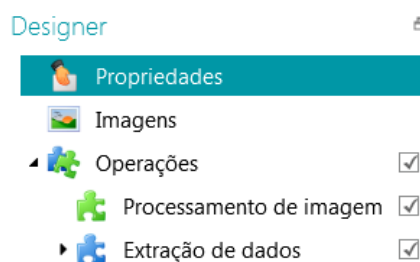 Designer
Propriedades
Imagens
Operações
Processamento de imagem
Extração de dados